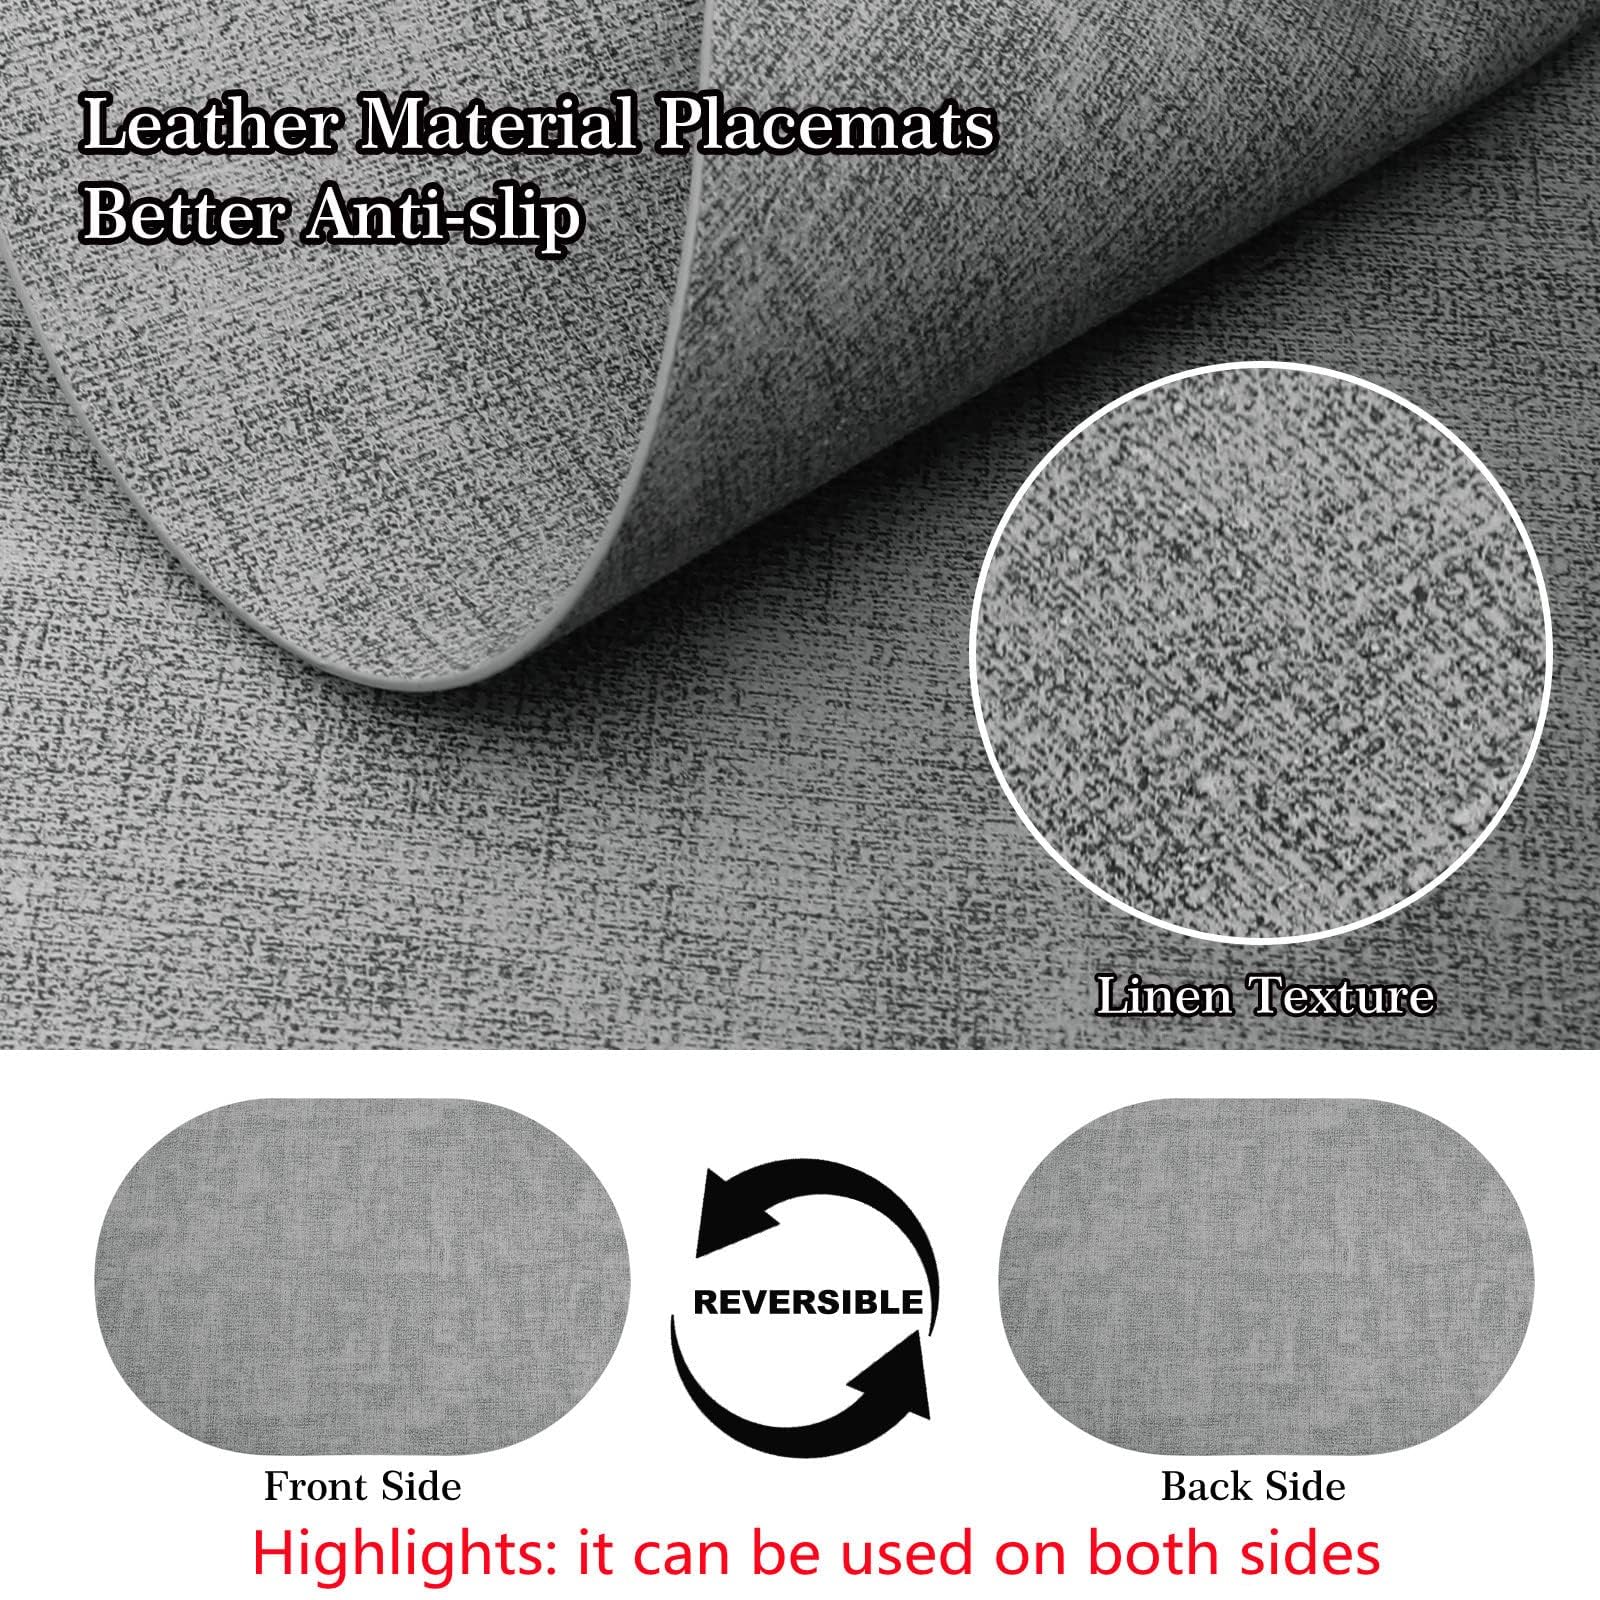 Leather Material Placemats
Better Anti-slip
Linen Texture
REVERSIBLE
Front Side
Back Side
Highlights: it can be used on both sides